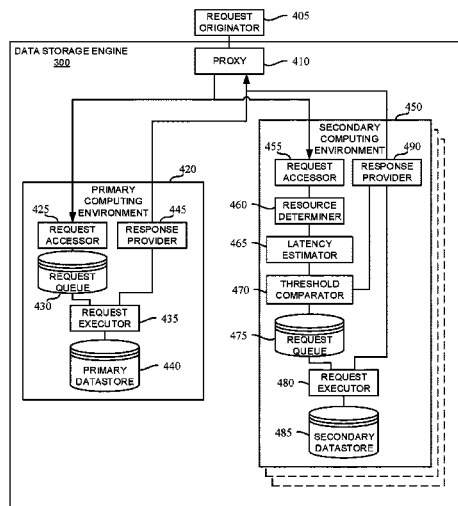 REQUEST
ORIGINATOR
405
DATA STORAGE ENGINE
300
PROXY
410
450
SECONDARY COMPUTING
ENVIRONMENT
455
490
REQUEST
ACCESSOR
RESPONSE
PROVIDER
460
RESOURCE
DETERMINER
465
LATENCY
ESTIMATOR
470
THRESHOLD
COMPARATOR
475
REQUEST
QUEUE
480
REQUEST
EXECUTOR
485
SECONDARY
DATASTORE
420
PRIMARY
COMPUTING
ENVIRONMENT
425
445
REQUEST
ACCESSOR
RESPONSE
PROVIDER
REQUEST
QUEUE
430
REQUEST
EXECUTOR
435
PRIMARY
DATASTORE
440